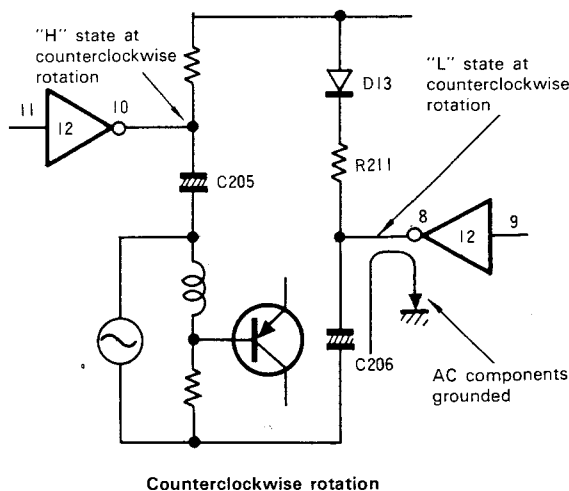 "H" state at
counterclockwise
rotation
"L" state at
counterclockwise
rotation
D13
11
10
12
R211
C205
8
9
12
C206
AC components
grounded
Counterclockwise rotation